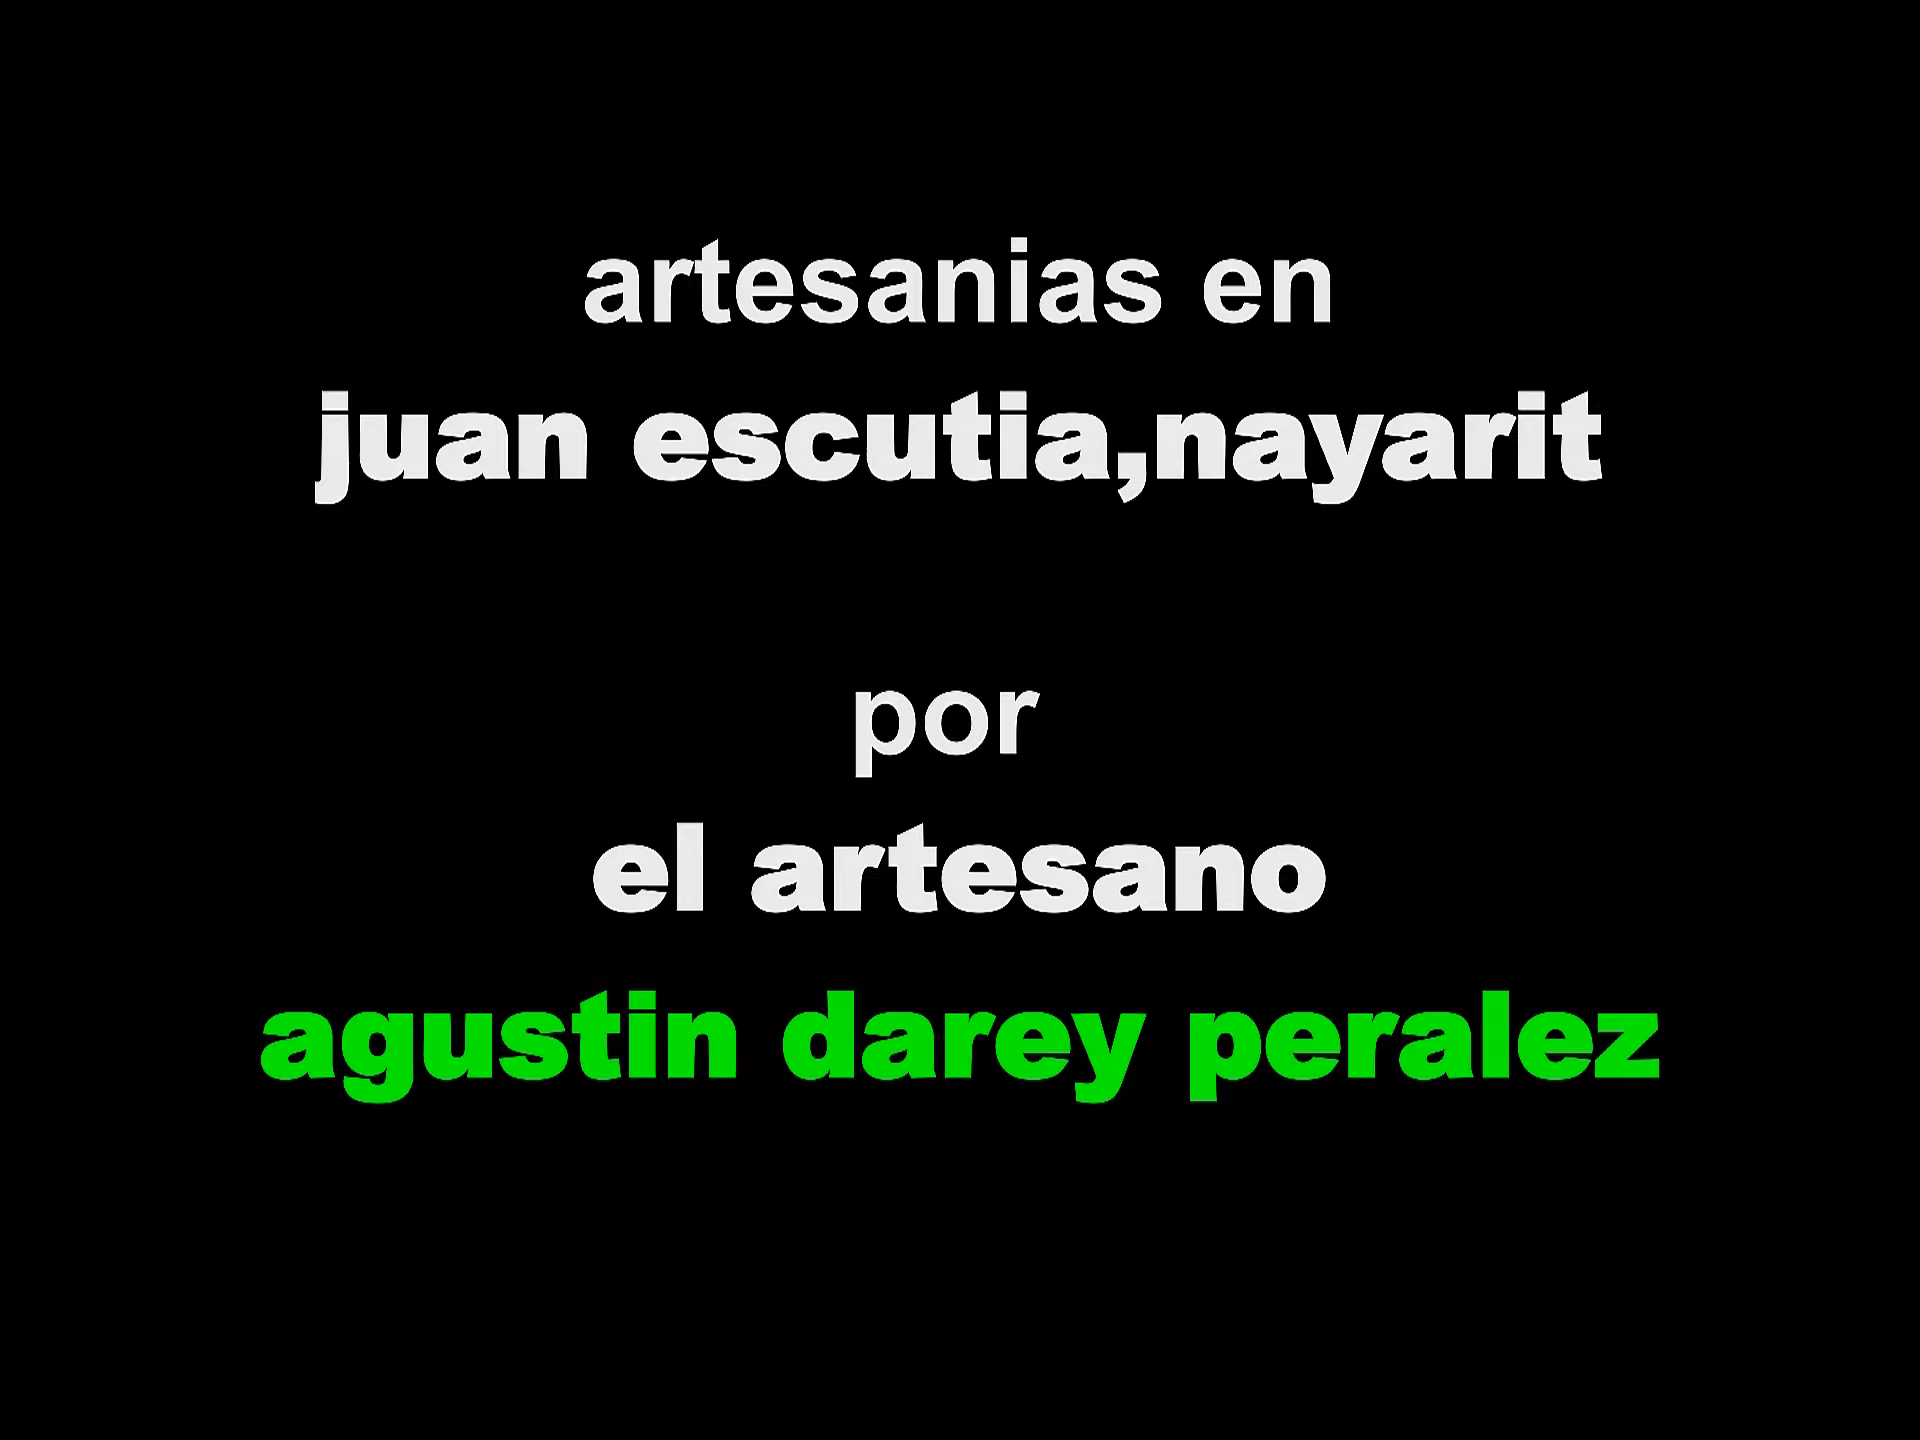 artesanias en
juan escutia,nayarit
por
el artesano
agustin darey peralez